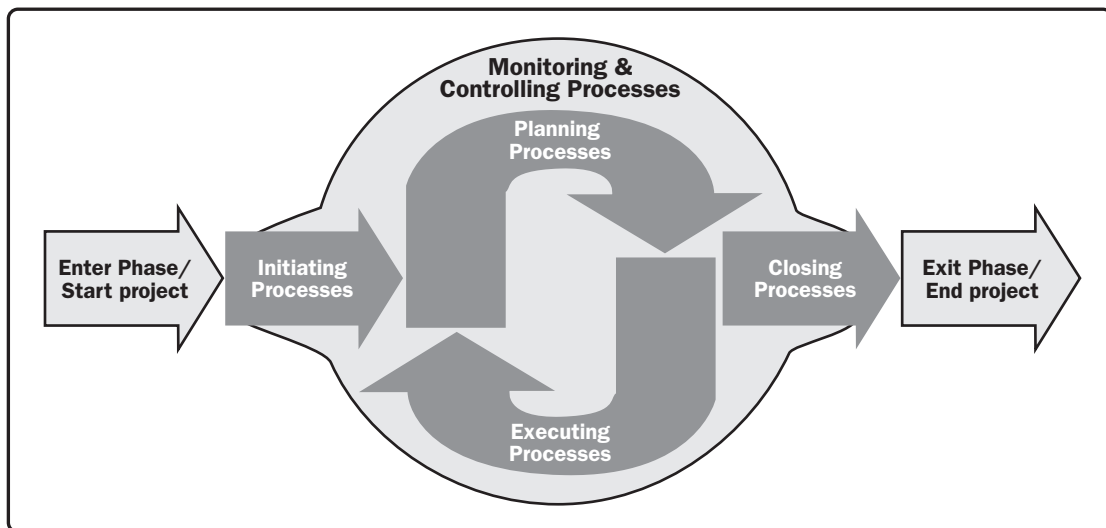 Monitoring &
Controlling Processes
Planning
Processes
Enter Phase/
Start project
Initiating
Processes
Closing
Processes
Exit Phase/
End project
Executing
Processes